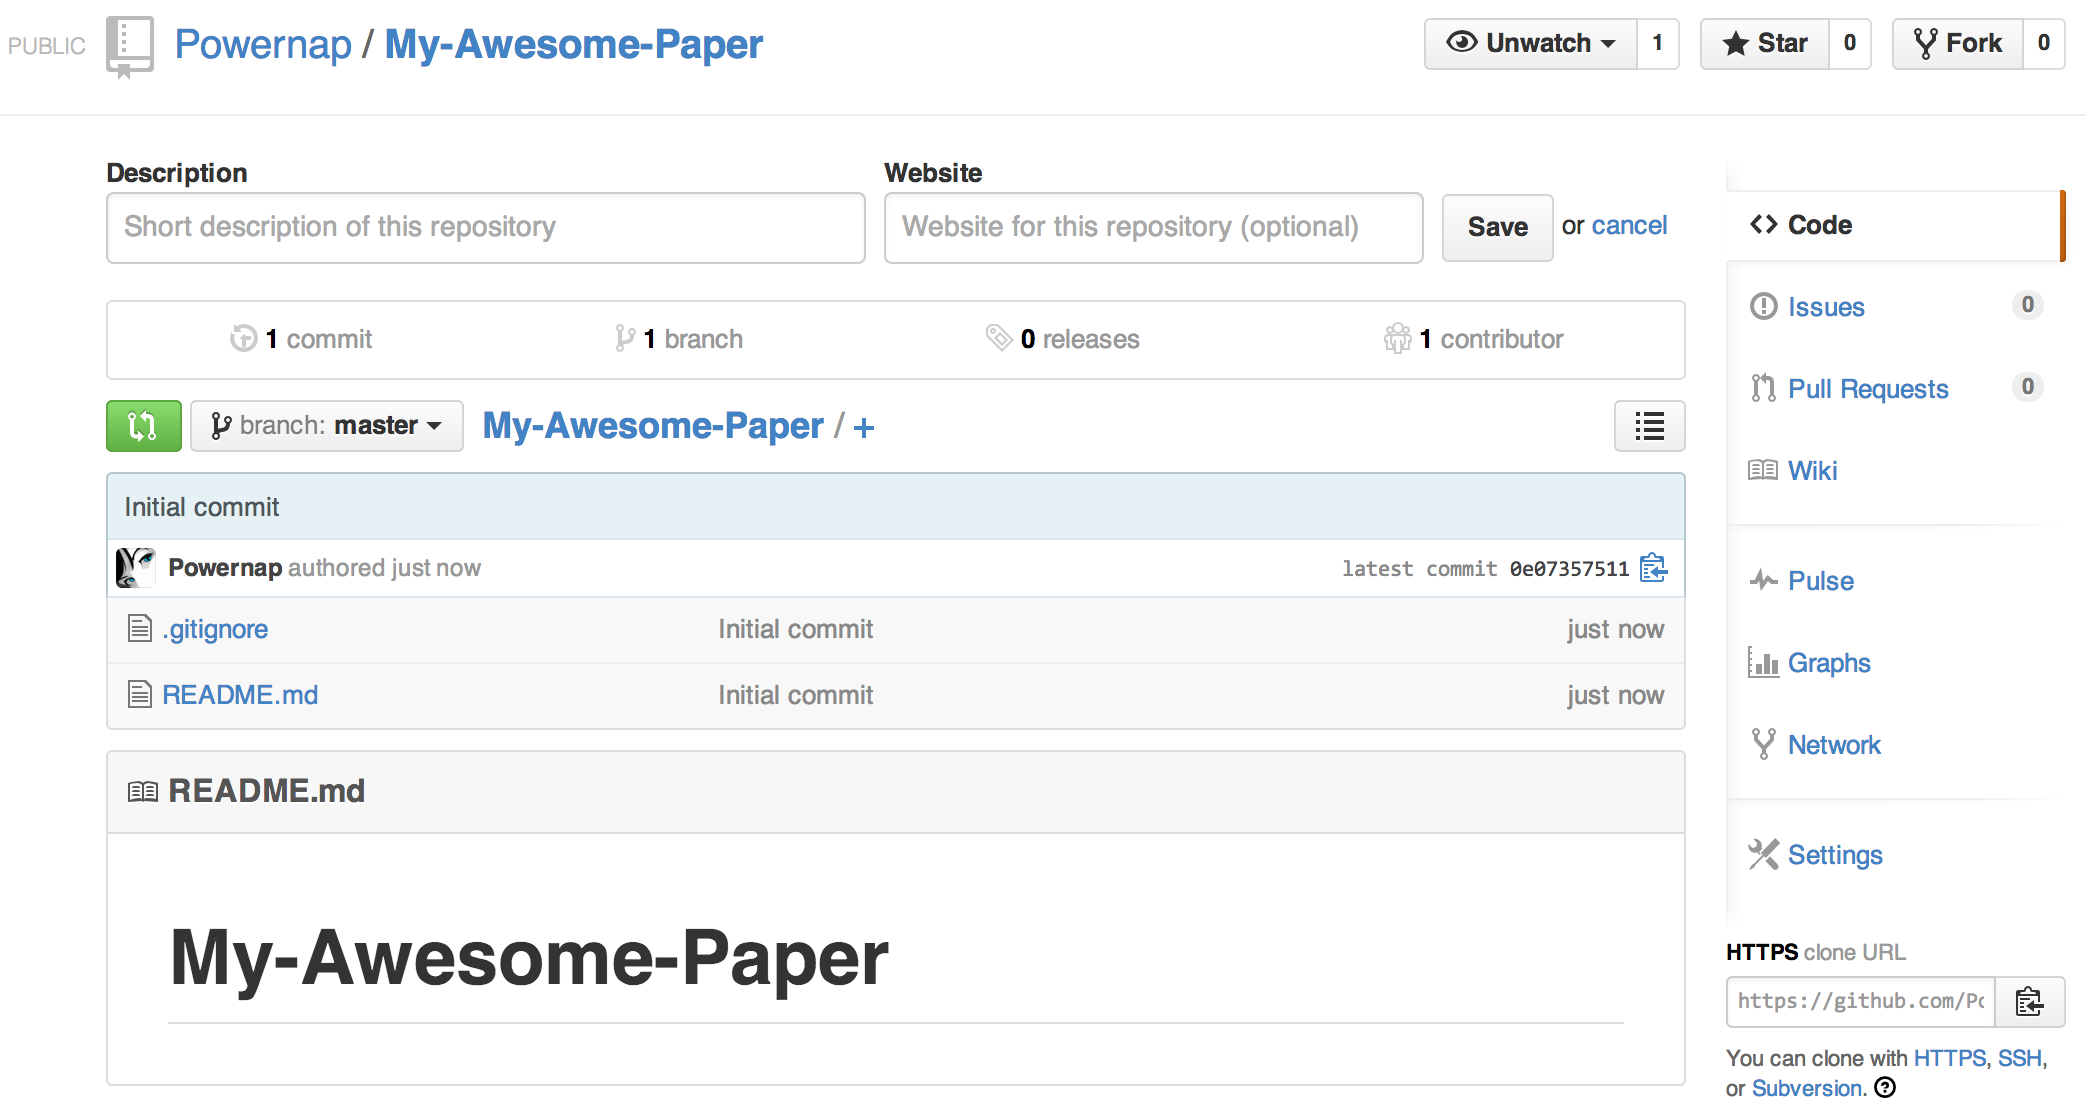 PUBLIC Powernap / My-Awesome-Paper Unwatch 1 Star 0 Fork 0
Description Website
Short description of this repository Website for this repository (optional) Save or cancel
1 commit 1 branch 0 releases 1 contributor
branch: master My-Awesome-Paper / +
Initial commit
Powernap authored just now latest commit 0e07357511
.gitignore Initial commit just now
README.md Initial commit just now
README.md
My-Awesome-Paper
Code
Issues 0
Pull Requests 0
Wiki
Pulse
Graphs
Network
Settings
HTTPS clone URL
https://github.com/Po
You can clone with HTTPS, SSH,
or Subversion.